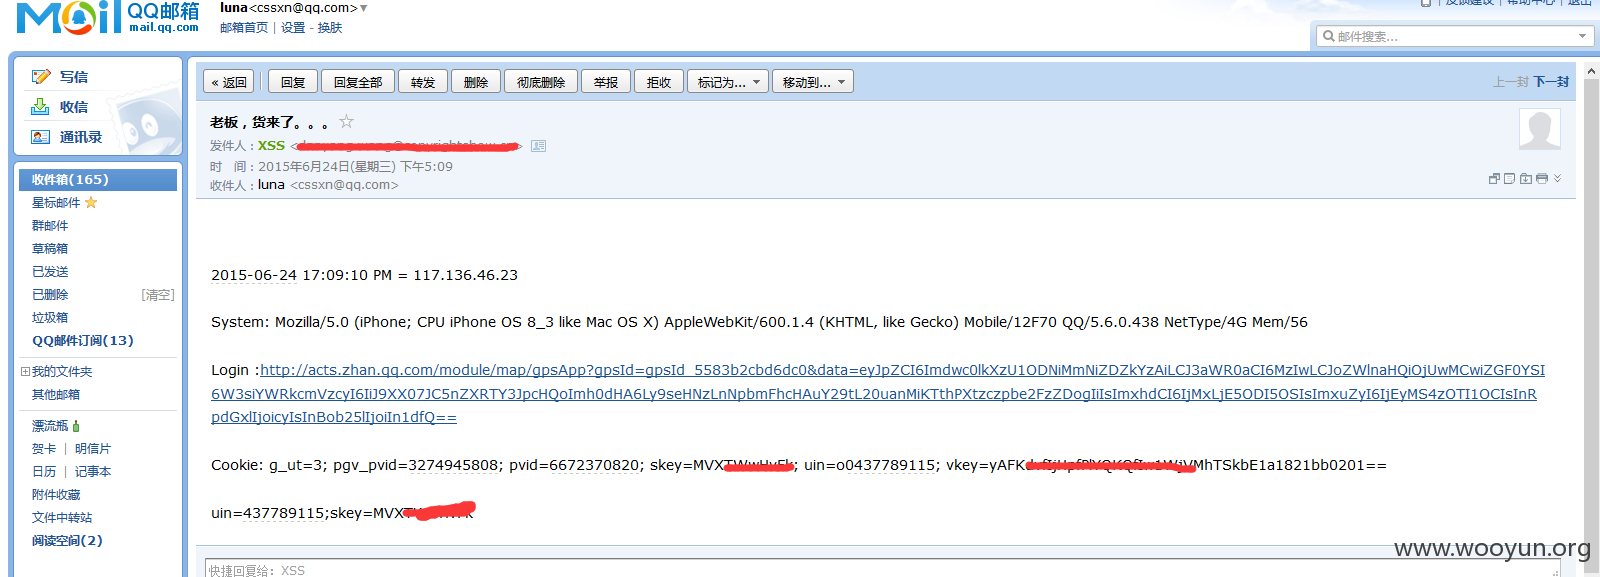 Mail QQ邮箱
mail.qq.com
luna<cssxn@qq.com>
邮箱首页 | 设置 - 换肤
反馈建议 | 帮助中心 | 退出
邮件搜索...
写信
收信
通讯录
收件箱(165)
星标邮件
群邮件
草稿箱
已发送
已删除 [清空]
垃圾箱
QQ邮件订阅(13)
我的文件夹
其他邮箱
漂流瓶
贺卡 | 明信片
日历 | 记事本
附件收藏
文件中转站
阅读空间(2)
« 返回 回复 回复全部 转发 删除 彻底删除 举报 拒收 标记为... 移动到... 上一封 下一封
老板，货来了。。。
发件人：XSS
时 间：2015年6月24日(星期三) 下午5:09
收件人：luna <cssxn@qq.com>
2015-06-24 17:09:10 PM = 117.136.46.23
System: Mozilla/5.0 (iPhone; CPU iPhone OS 8_3 like Mac OS X) AppleWebKit/600.1.4 (KHTML, like Gecko) Mobile/12F70 QQ/5.6.0.438 NetType/4G Mem/56
Login :http://acts.zhan.qq.com/module/map/gpsApp?gpsId=gpsId_5583b2cbd6dc0&data=eyJpZCI6Imdwc0lkXzU1ODNiMmNiZDZkYzAiLCJ3aWR0aCI6MzIwLCJoZWlnaHQiOjUwMCwiZGF0YSI
6W3siYWRkcmVzcyI6IiJ9XX07JC5nZXRTY3JpcHQoImh0dHA6Ly9seHNzLnNpbmFhcHAuY29tL20uanMiKTthPXtzczpbe2FzZDogIiIsImxhdCI6IjMxLjE5ODI5OSIsImxuZyI6IjEyMS4zOTI1OCIsInR
pdGxlIjoicyIsInBob25lIjoiIn1dfQ==
Cookie: g_ut=3; pgv_pvid=3274945808; pvid=6672370820; skey=MVX ; uin=o0437789115; vkey=yAFK MhTSkbE1a1821bb0201==
uin=437789115;skey=MVX
快捷回复给：XSS
www.wooyun.org